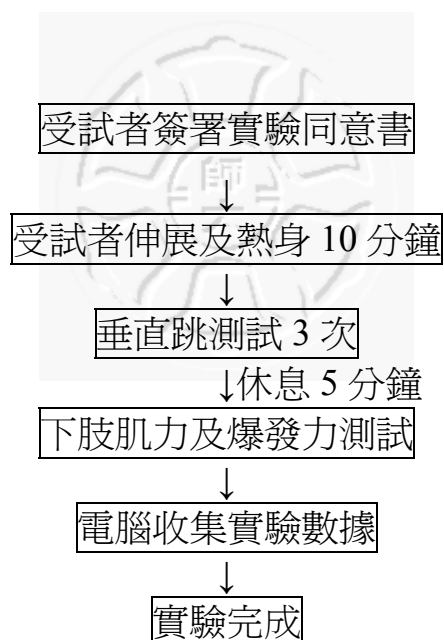 受試者簽署實驗同意書
↓
受試者伸展及熱身 10 分鐘
↓
垂直跳測試 3 次
↓休息 5 分鐘
下肢肌力及爆發力測試
↓
電腦收集實驗數據
↓
實驗完成